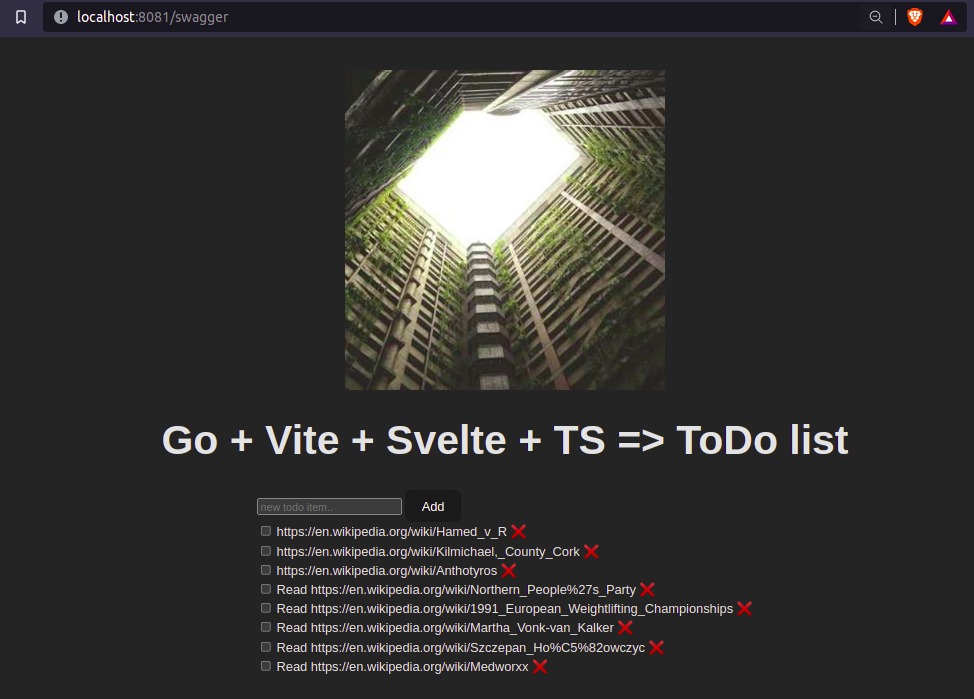 localhost:8081/swagger
Go + Vite + Svelte + TS => ToDo list
new todo item..
Add
https://en.wikipedia.org/wiki/Hamed_v_R
https://en.wikipedia.org/wiki/Kilmichael,_County_Cork
https://en.wikipedia.org/wiki/Anthotyros
Read https://en.wikipedia.org/wiki/Northern_People%27s_Party
Read https://en.wikipedia.org/wiki/1991_European_Weightlifting_Championships
Read https://en.wikipedia.org/wiki/Martha_Vonk-van_Kalker
Read https://en.wikipedia.org/wiki/Szczepan_Ho%C5%82owczyc
Read https://en.wikipedia.org/wiki/Medworxx